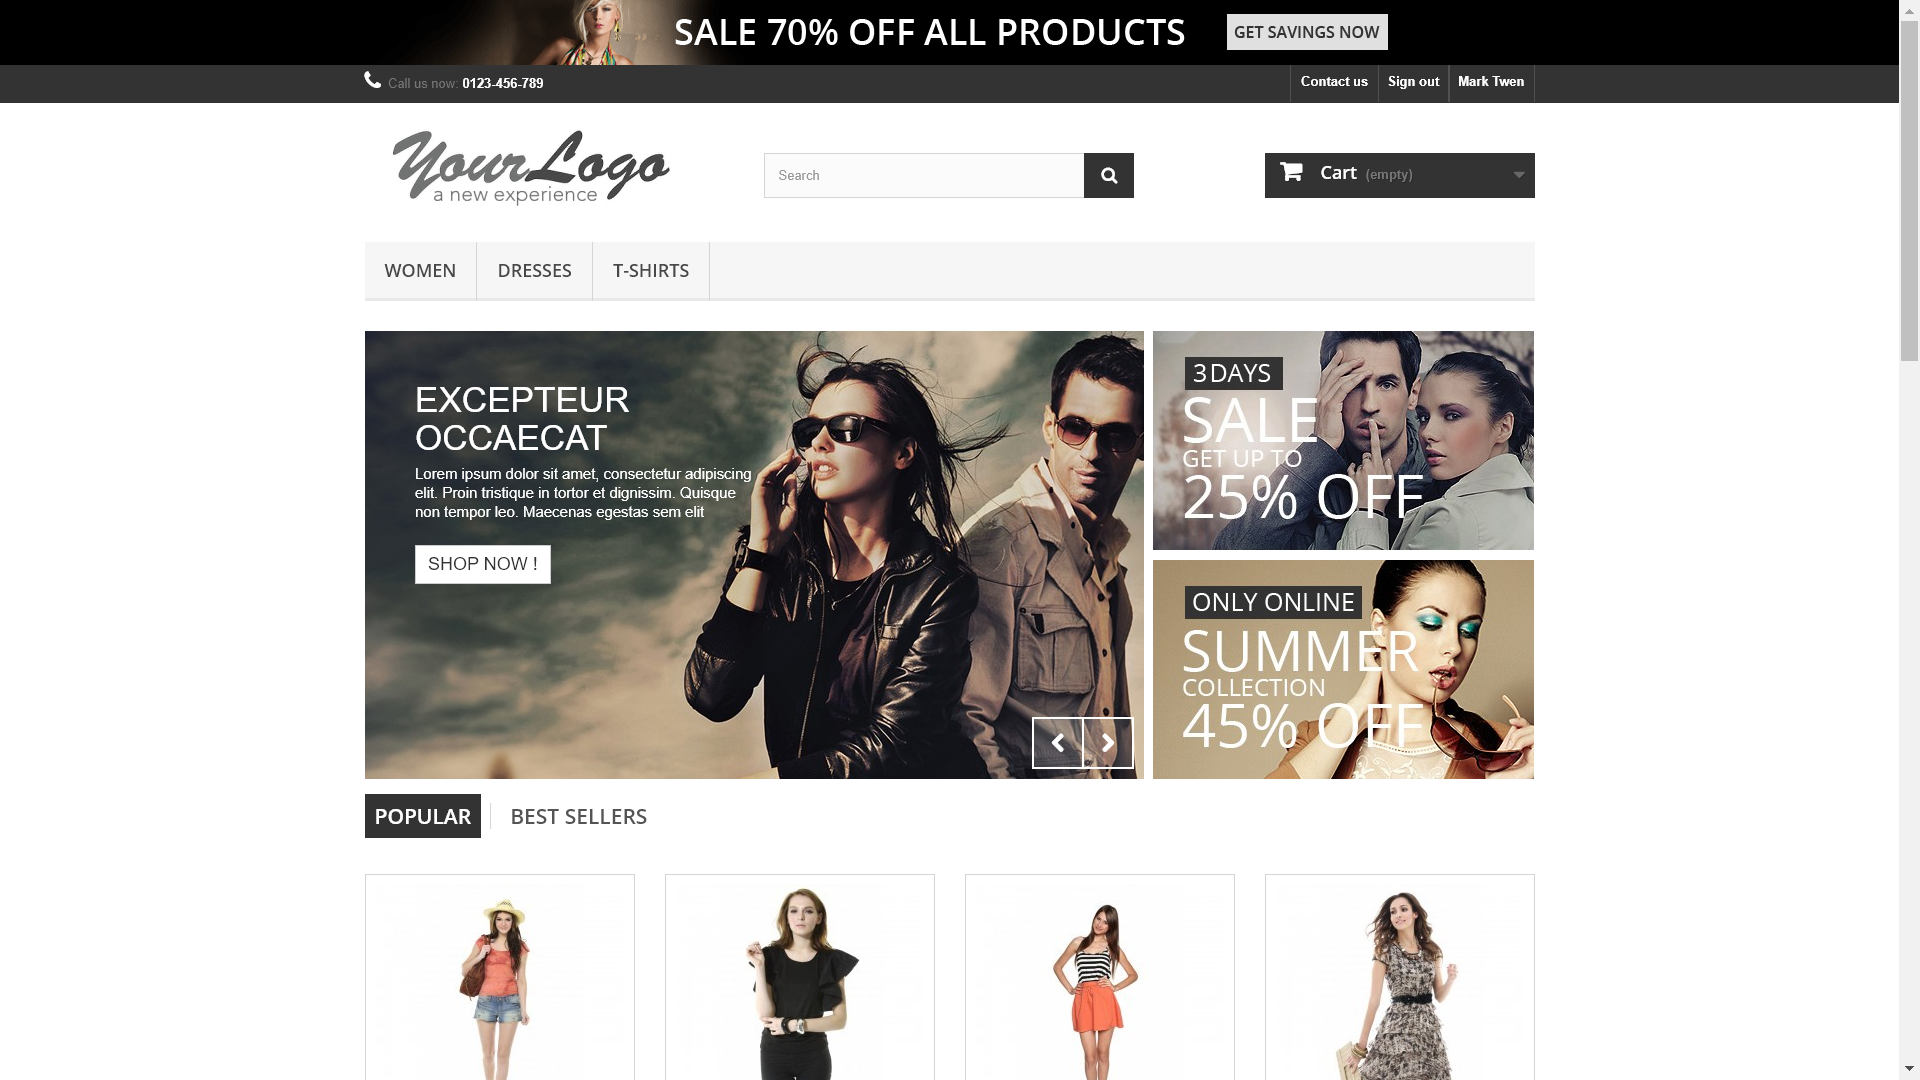 SALE 70% OFF ALL PRODUCTS
GET SAVINGS NOW
Call us now: 0123-456-789
Contact us
Sign out
Mark Twen
YourLogo
a new experience
Search
Cart (empty)
WOMEN
DRESSES
T-SHIRTS
EXCEPTEUR
OCCAECAT
Lorem ipsum dolor sit amet, consectetur adipiscing
elit. Proin tristique in tortor et dignissim. Quisque
non tempor leo. Maecenas egestas sem elit
SHOP NOW !
3DAYS
SALE
GET UP TO
25% OFF
ONLY ONLINE
SUMMER
COLLECTION
45% OFF
POPULAR
BEST SELLERS